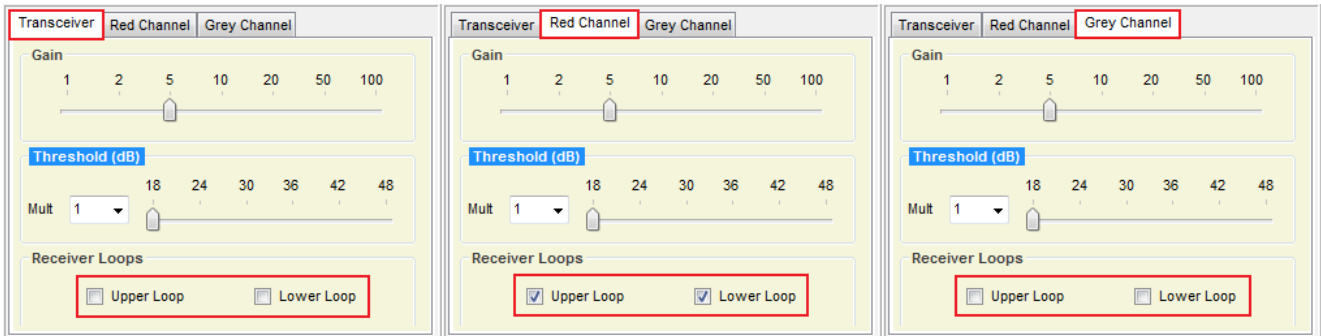 Transceiver Red Channel Grey Channel
Gain
1 2 5 10 20 50 100
Threshold (dB)
18 24 30 36 42 48
Mult 1
Receiver Loops
Upper Loop Lower Loop
Transceiver Red Channel Grey Channel
Gain
1 2 5 10 20 50 100
Threshold (dB)
18 24 30 36 42 48
Mult 1
Receiver Loops
Upper Loop Lower Loop
Transceiver Red Channel Grey Channel
Gain
1 2 5 10 20 50 100
Threshold (dB)
18 24 30 36 42 48
Mult 1
Receiver Loops
Upper Loop Lower Loop